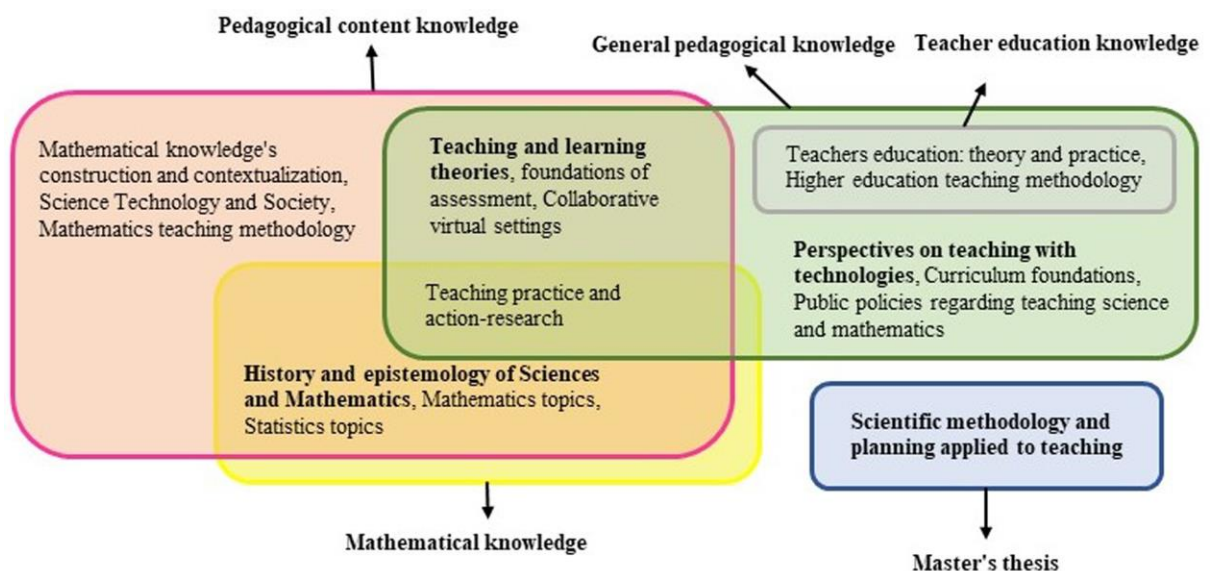 Pedagogical content knowledge
General pedagogical knowledge
Teacher education knowledge
Mathematical knowledge's
construction and contextualization,
Science Technology and Society,
Mathematics teaching methodology
Teaching and learning
theories, foundations of
assessment, Collaborative
virtual settings
Teachers education: theory and practice,
Higher education teaching methodology
Perspectives on teaching with
technologies, Curriculum foundations,
Public policies regarding teaching science
and mathematics
Teaching practice and
action-research
History and epistemology of Sciences
and Mathematics, Mathematics topics,
Statistics topics
Scientific methodology and
planning applied to teaching
Mathematical knowledge
Master's thesis